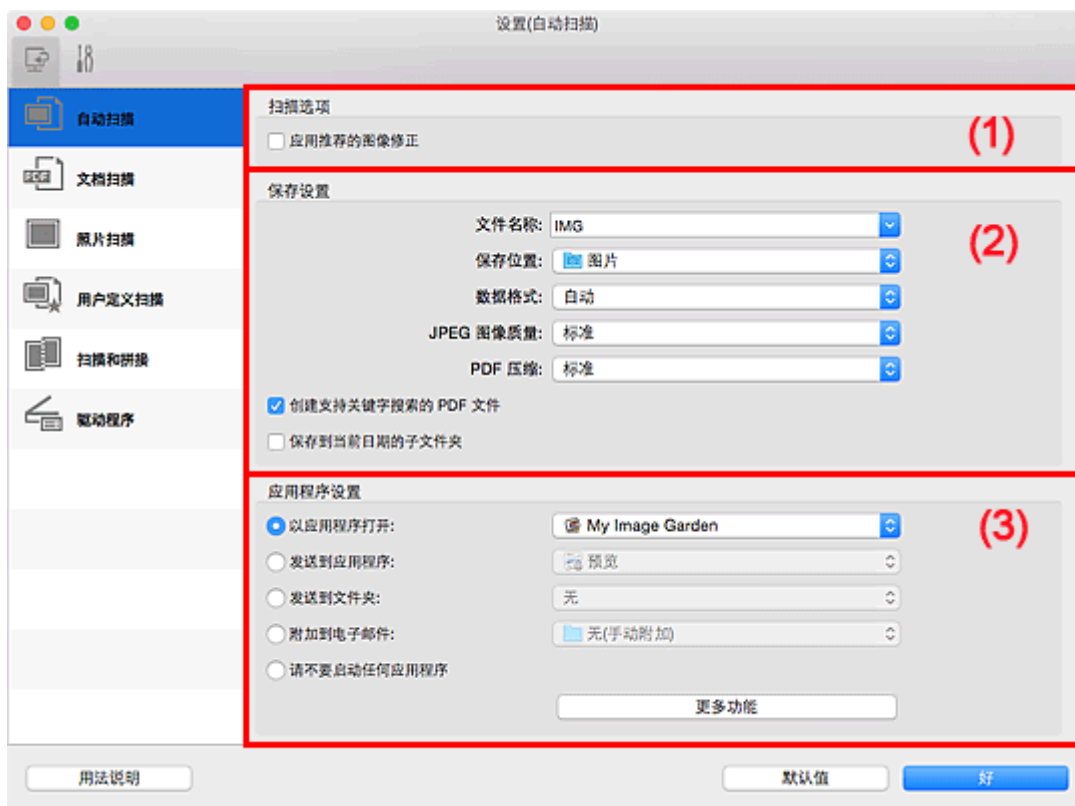 设置(自动扫描)
自动扫描
文档扫描
照片扫描
用户定义扫描
扫描和拼接
驱动程序
扫描选项
应用推荐的图像修正
(1)
保存设置
文件名称: IMG
(2)
保存位置: 图片
数据格式: 自动
JPEG 图像质量: 标准
PDF 压缩: 标准
创建支持关键字搜索的 PDF 文件
保存到当前日期的子文件夹
应用程序设置
以应用程序打开: My Image Garden
(3)
发送到应用程序: 预览
发送到文件夹: 无
附加到电子邮件: 无(手动附加)
请不要启动任何应用程序
更多功能
用法说明 默认值 好